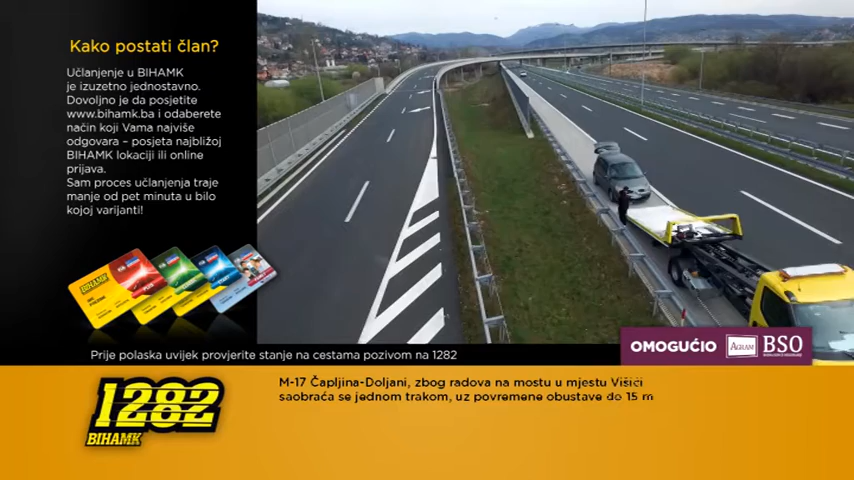 Kako postati član?
Učlanjenje u BIHAMK
je izuzetno jednostavno.
Dovoljno je da posjetite
www.bihamk.ba i odaberete
način koji Vama najviše
odgovara – posjeta najbližoj
BIHAMK lokaciji ili online
prijava.
Sam proces učlanjenja traje
manje od pet minuta u bilo
kojoj varijanti!
BIHAMK
PLUS
Prije polaska uvijek provjerite stanje na cestama pozivom na 1282
OMOGUĆIO
AGRAM
BSO
1282
BIHAMK
M-17 Čapljina-Doljani, zbog radova na mostu u mjestu Višići
saobraća se jednom trakom, uz povremene obustave do 15 m